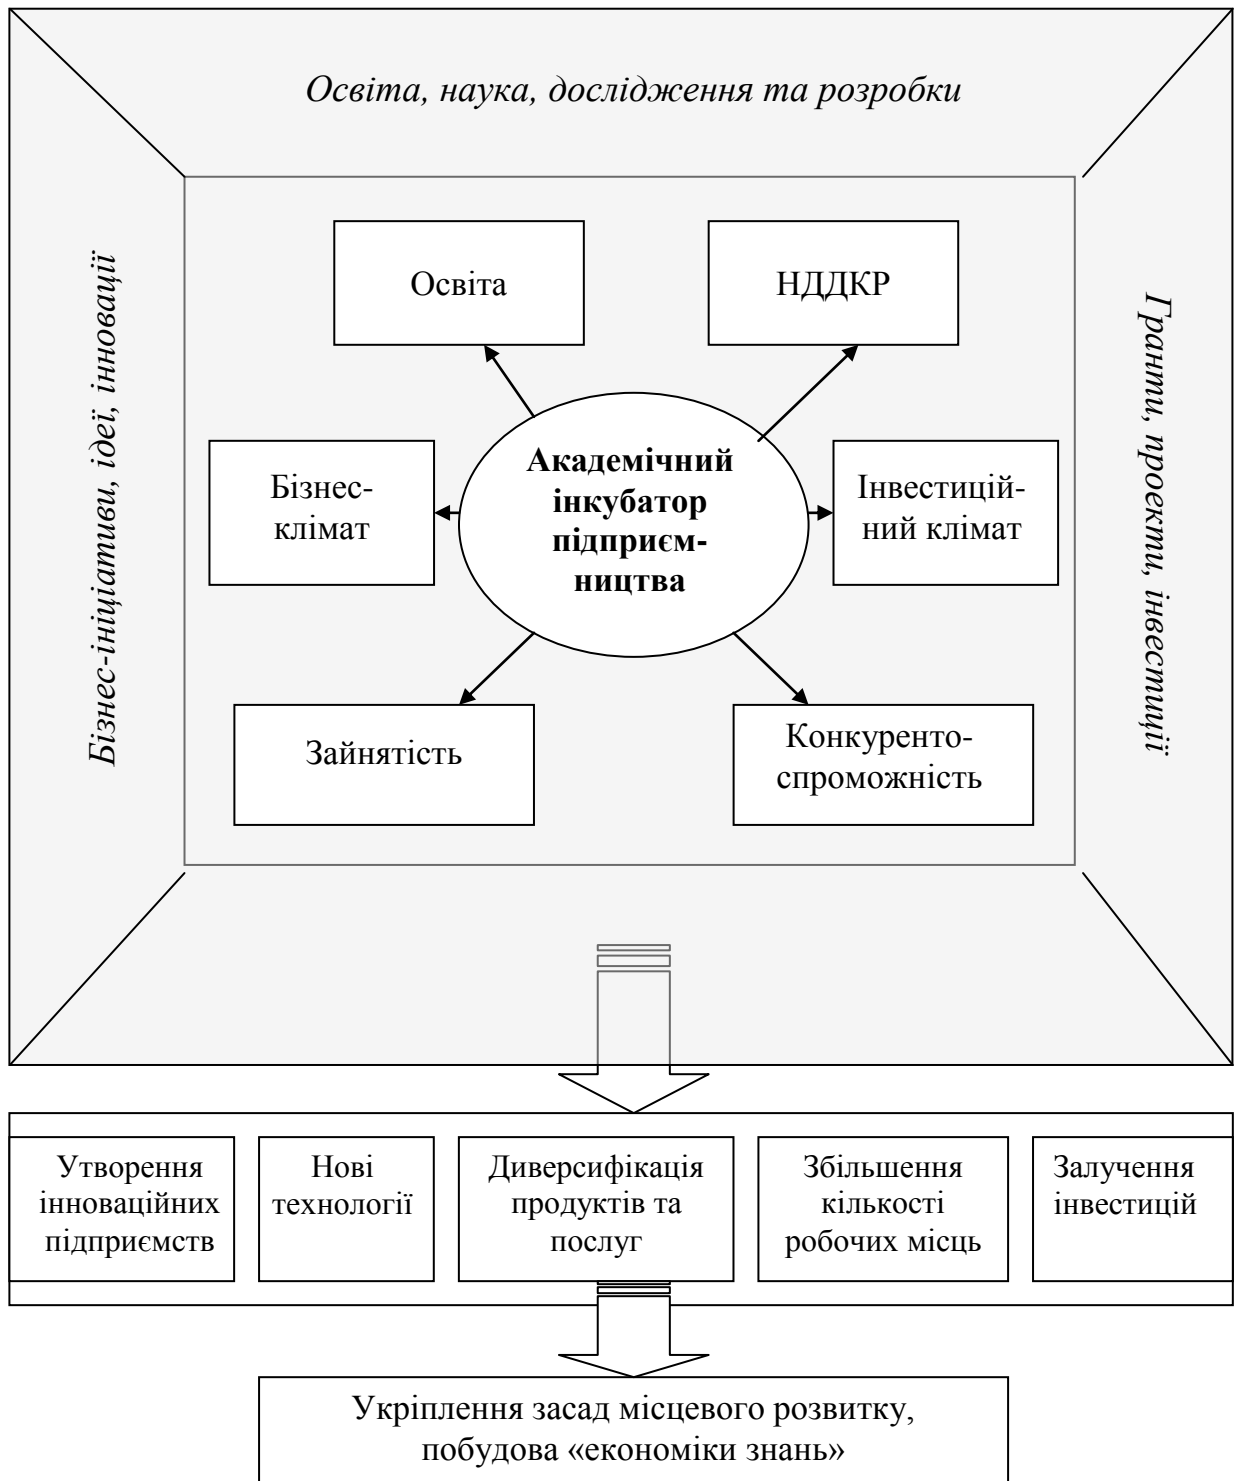 Освіта, наука, дослідження та розробки
Бізнес-ініціативи, ідеї, інновації
Гранти, проекти, інвестиції
Освіта
НДДКР
Бізнес-
клімат
Академічний
інкубатор
підприєм-
ництва
Інвестицій-
ний клімат
Зайнятість
Конкуренто-
спроможність
Утворення
інноваційних
підприємств
Нові
технології
Диверсифікація
продуктів та
послуг
Збільшення
кількості
робочих місць
Залучення
інвестицій
Укріплення засад місцевого розвитку,
побудова «економіки знань»